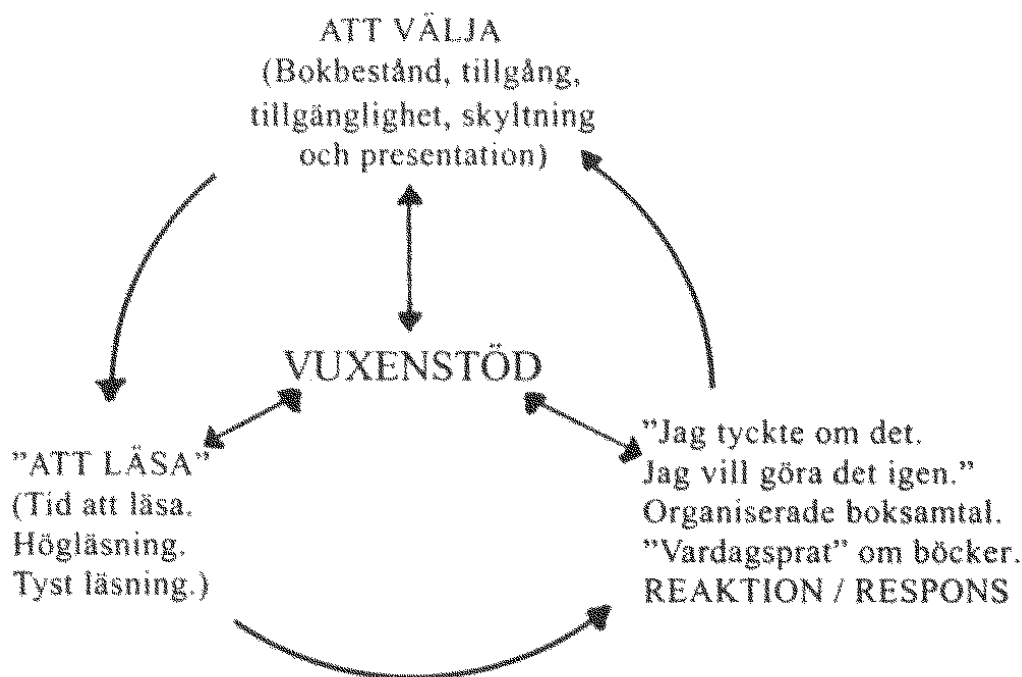 ATT VÄLJA
(Bokbestånd, tillgång,
tillgänglighet, skyltning
och presentation)
VUXENSTÖD
"ATT LÄSA"
(Tid att läsa.
Högläsning.
Tyst läsning.)
"Jag tyckte om det.
Jag vill göra det igen."
Organiserade boksamtal.
"Vardagsprat" om böcker.
REAKTION / RESPONS